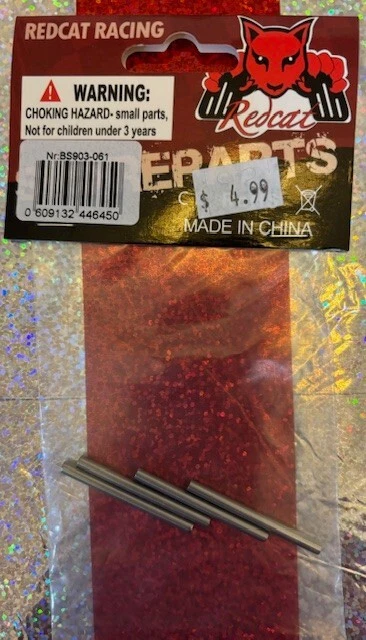 REDCAT RACING
WARNING:
CHOKING HAZARD- small parts,
Not for children under 3 years
Redcat
Nr:BS903-061
EPARTS
$ 4.99
0 609132 446450
MADE IN CHINA